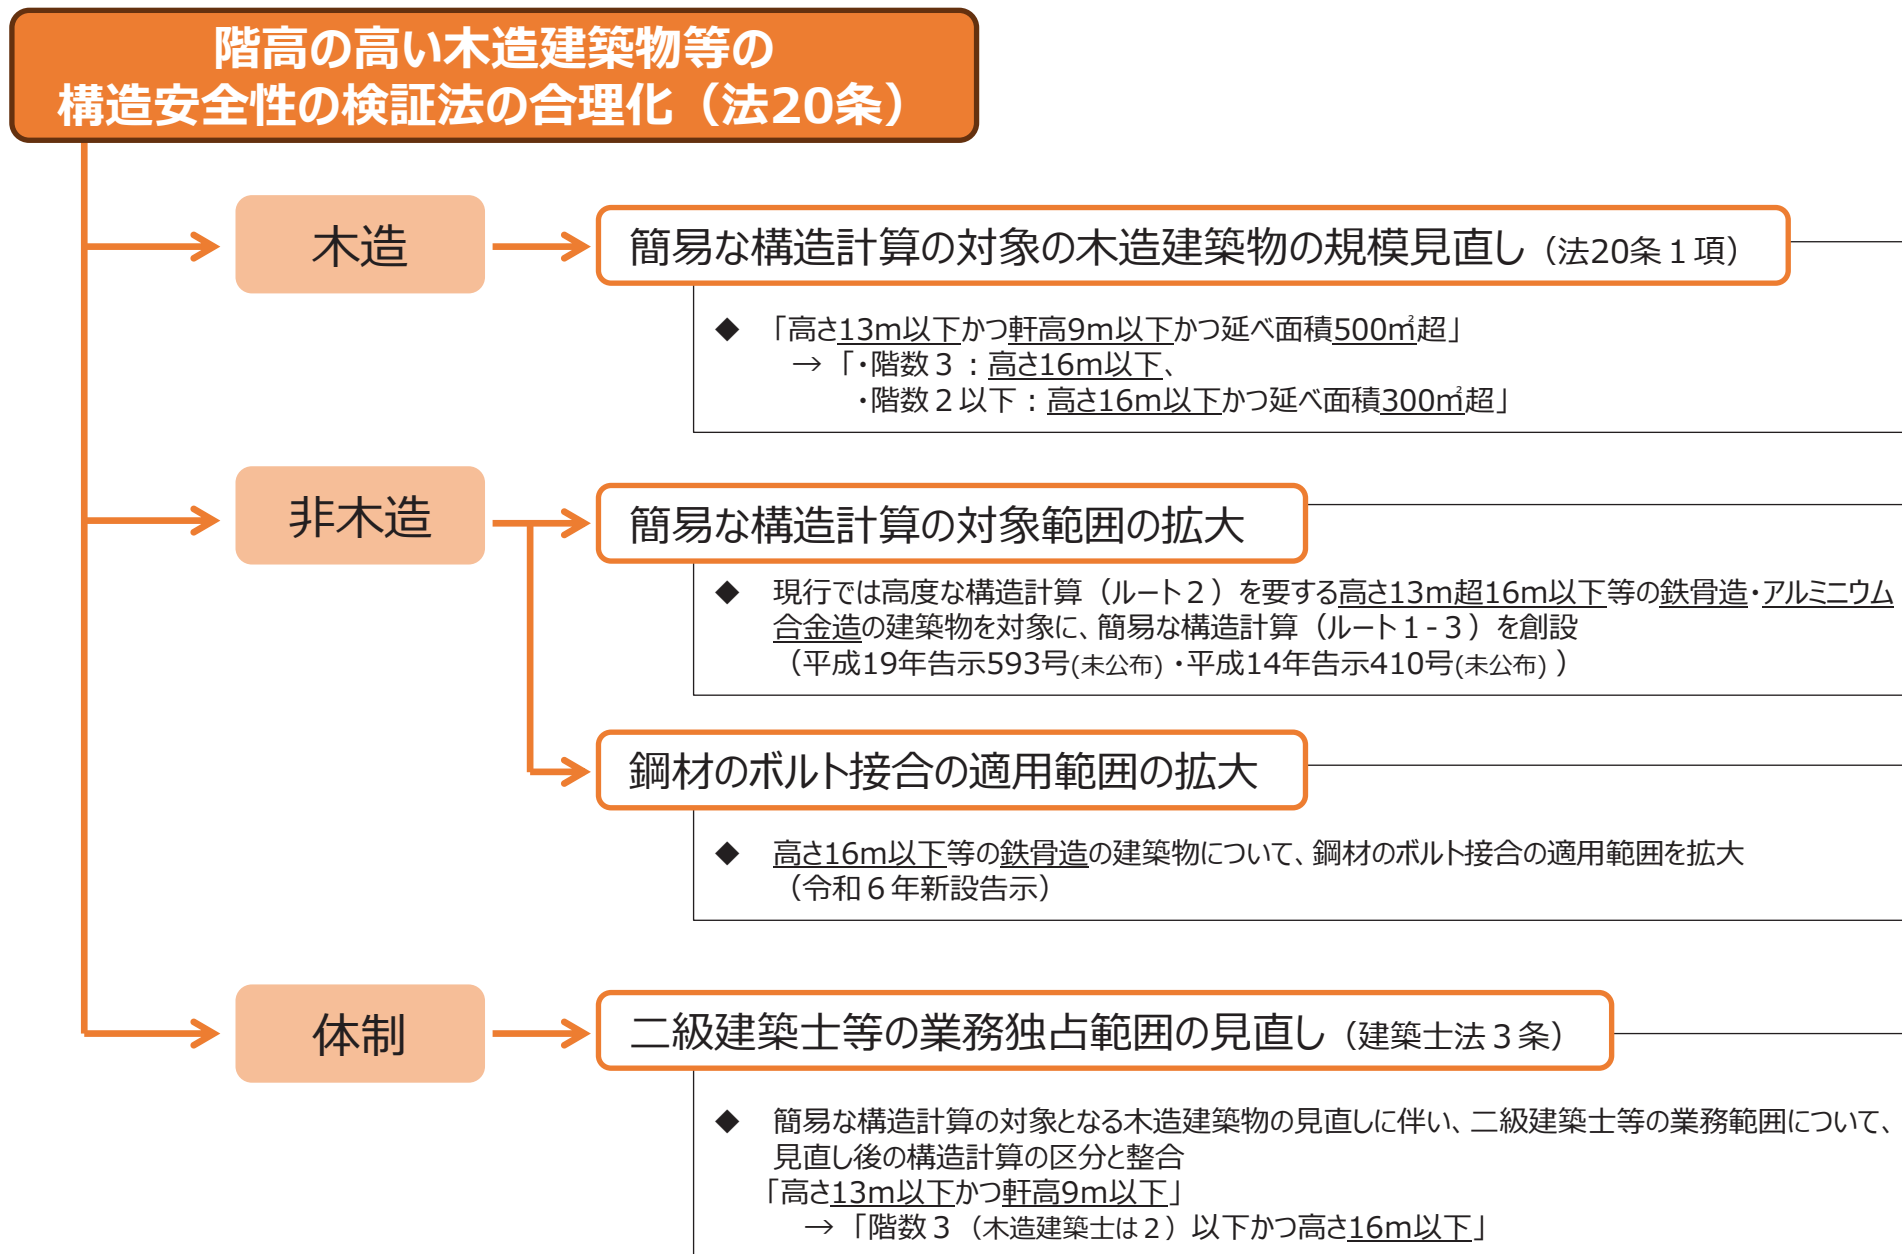 階高の高い木造建築物等の
構造安全性の検証法の合理化（法20条）
木造
簡易な構造計算の対象の木造建築物の規模見直し（法20条１項）
◆ 「高さ13m以下かつ軒高9m以下かつ延べ面積500㎡超」
→「・階数３：高さ16m以下、
・階数２以下：高さ16m以下かつ延べ面積300㎡超」
非木造
簡易な構造計算の対象範囲の拡大
◆ 現行では高度な構造計算（ルート２）を要する高さ13m超16m以下等の鉄骨造・アルミニウム
合金造の建築物を対象に、簡易な構造計算（ルート１-３）を創設
（平成19年告示593号(未公布)・平成14年告示410号(未公布)）
鋼材のボルト接合の適用範囲の拡大
◆ 高さ16m以下等の鉄骨造の建築物について、鋼材のボルト接合の適用範囲を拡大
（令和６年新設告示）
体制
二級建築士等の業務独占範囲の見直し（建築士法３条）
◆ 簡易な構造計算の対象となる木造建築物の見直しに伴い、二級建築士等の業務範囲について、
見直し後の構造計算の区分と整合
「高さ13m以下かつ軒高9m以下」
→「階数３（木造建築士は２）以下かつ高さ16m以下」